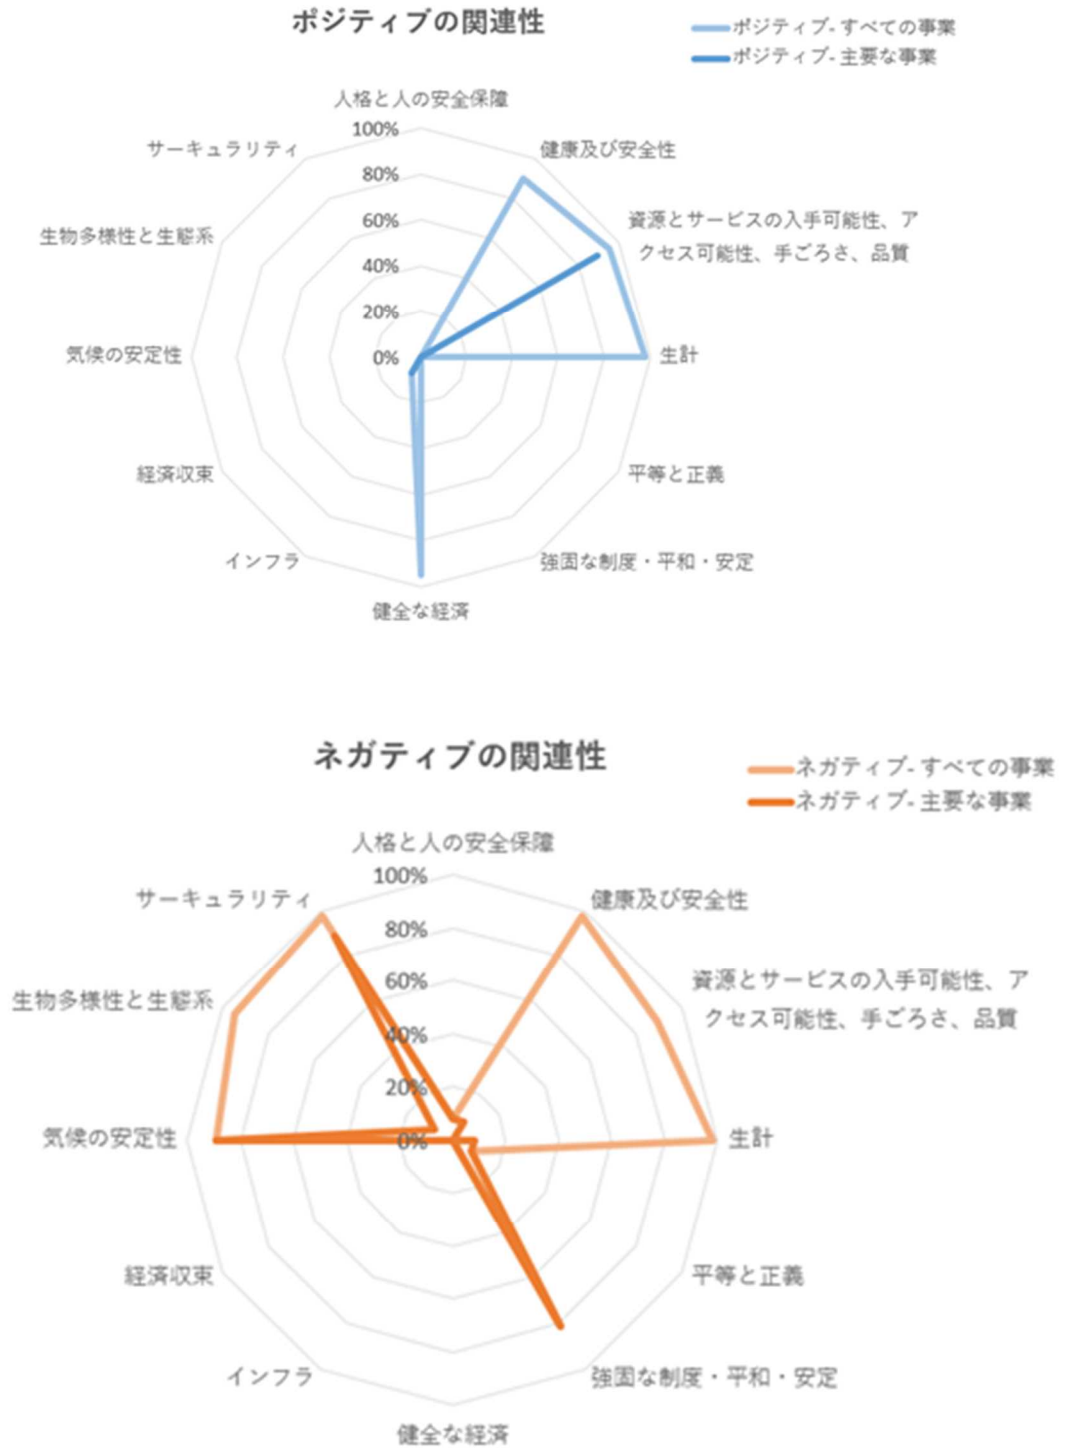 ポジティブの関連性
ポジティブ- すべての事業
ポジティブ- 主要な事業
人格と人の安全保障
100%
サーキュラリティ
健康及び安全性
80%
資源とサービスの入手可能性、ア
クセス可能性、手ごろさ、品質
60%
生物多様性と生態系
40%
20%
気候の安定性
0%
生計
経済収束
平等と正義
インフラ
強固な制度・平和・安定
健全な経済
ネガティブの関連性
ネガティブ- すべての事業
ネガティブ- 主要な事業
人格と人の安全保障
100%
サーキュラリティ
健康及び安全性
80%
資源とサービスの入手可能性、ア
クセス可能性、手ごろさ、品質
60%
生物多様性と生態系
40%
20%
気候の安定性
0%
生計
経済収束
平等と正義
インフラ
強固な制度・平和・安定
健全な経済